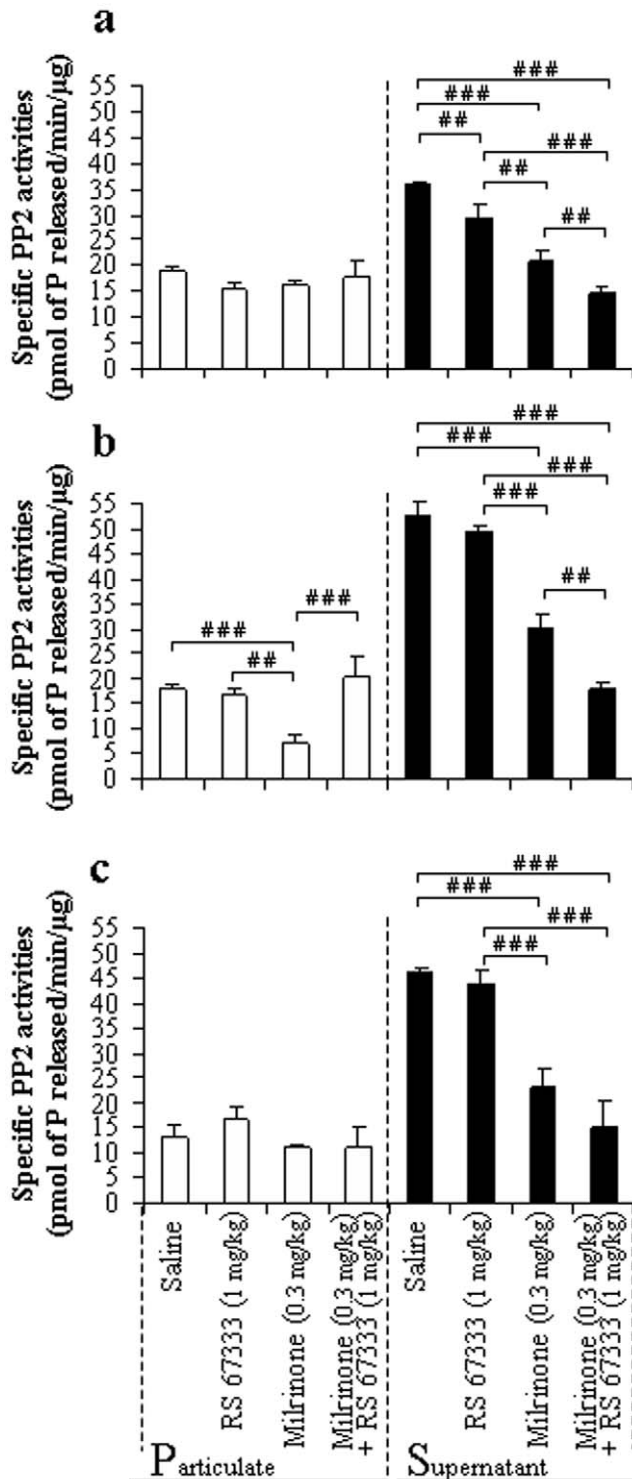 a
Specific PP2 activities
(pmol of P released/min/µg)
55
50
45
40
35
30
25
20
15
10
5
0
###
###
##
###
##
##
b
Specific PP2 activities
(pmol of P released/min/µg)
55
50
45
40
35
30
25
20
15
10
5
0
###
##
###
###
###
###
###
##
c
Specific PP2 activities
(pmol of P released/min/µg)
55
50
45
40
35
30
25
20
15
10
5
0
###
###
###
###
Saline
RS 67333 (1 mg/kg)
Milrinone (0.3 mg/kg)
Milrinone (0.3 mg/kg)
+ RS 67333 (1 mg/kg)
Saline
RS 67333 (1 mg/kg)
Milrinone (0.3 mg/kg)
Milrinone (0.3 mg/kg)
+ RS 67333 (1 mg/kg)
Particulate
Supernatant